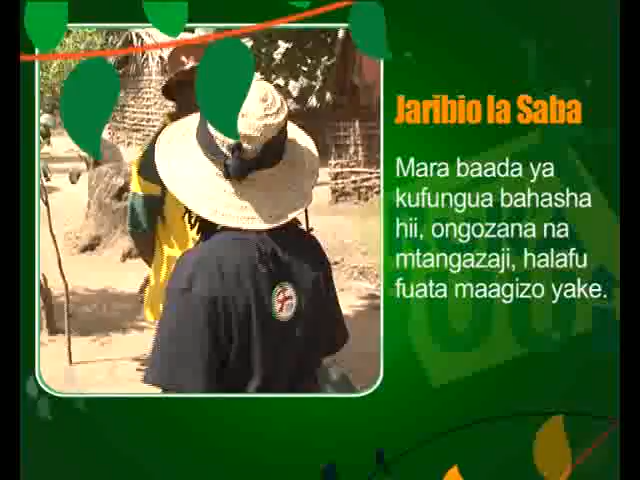 Jaribio la Saba
Mara baada ya
kufungua bahasha
hii, ongozana na
mtangazaji, halafu
fuata maagizo yake.